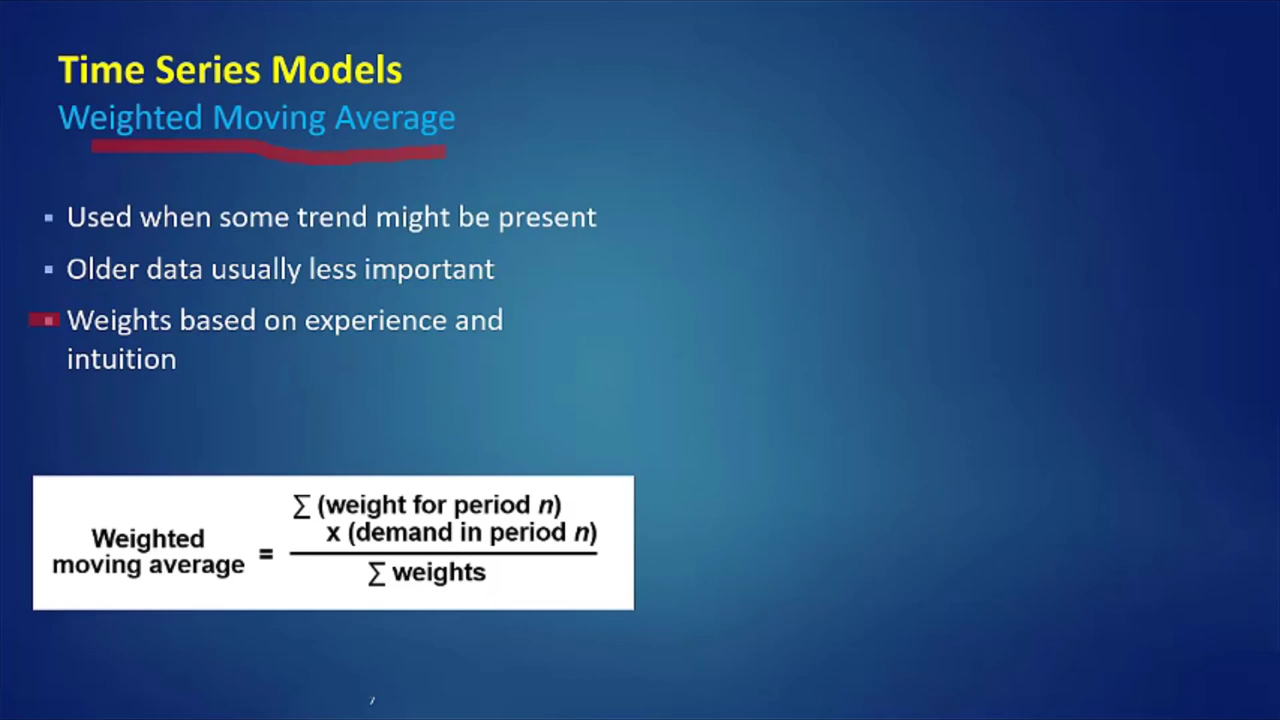 Time Series Models
Weighted Moving Average
Used when some trend might be present
Older data usually less important
Weights based on experience and
intuition
Weighted
moving average
=
∑ (weight for period n)
x (demand in period n)
∑ weights
7